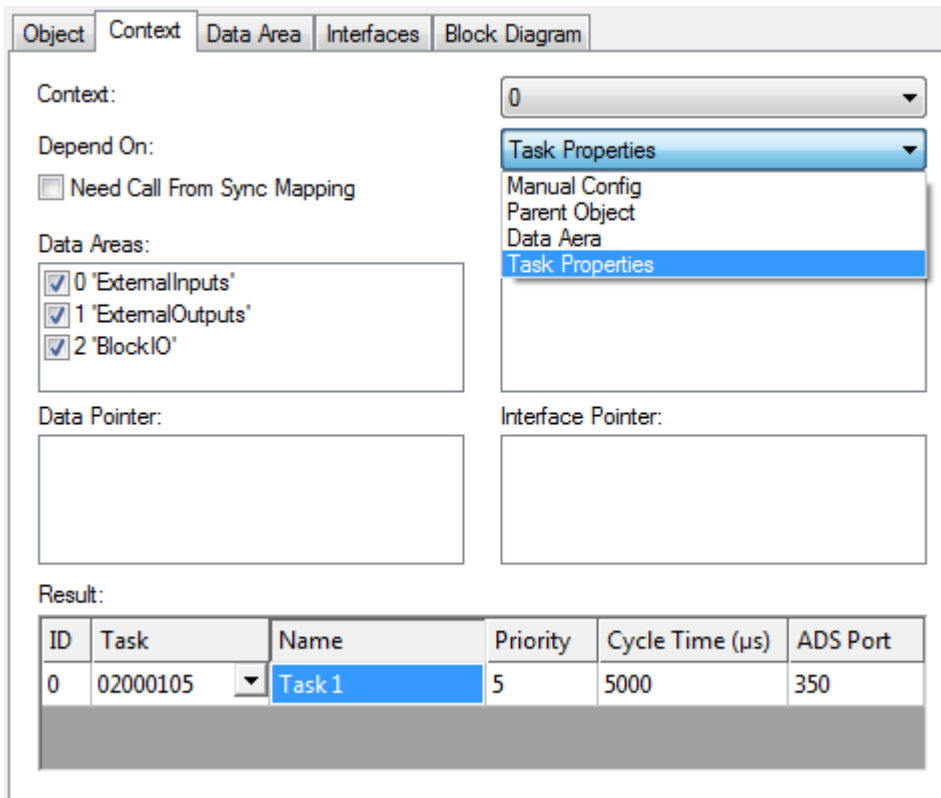 Object Context Data Area Interfaces Block Diagram
Context: 0
Depend On: Task Properties
Need Call From Sync Mapping
Manual Config
Parent Object
Data Aera
Task Properties
Data Areas:
0 'ExternalInputs'
1 'ExternalOutputs'
2 'BlockIO'
Data Pointer: Interface Pointer:
Result:
ID Task Name Priority Cycle Time (µs) ADS Port
0 02000105 Task 1 5 5000 350